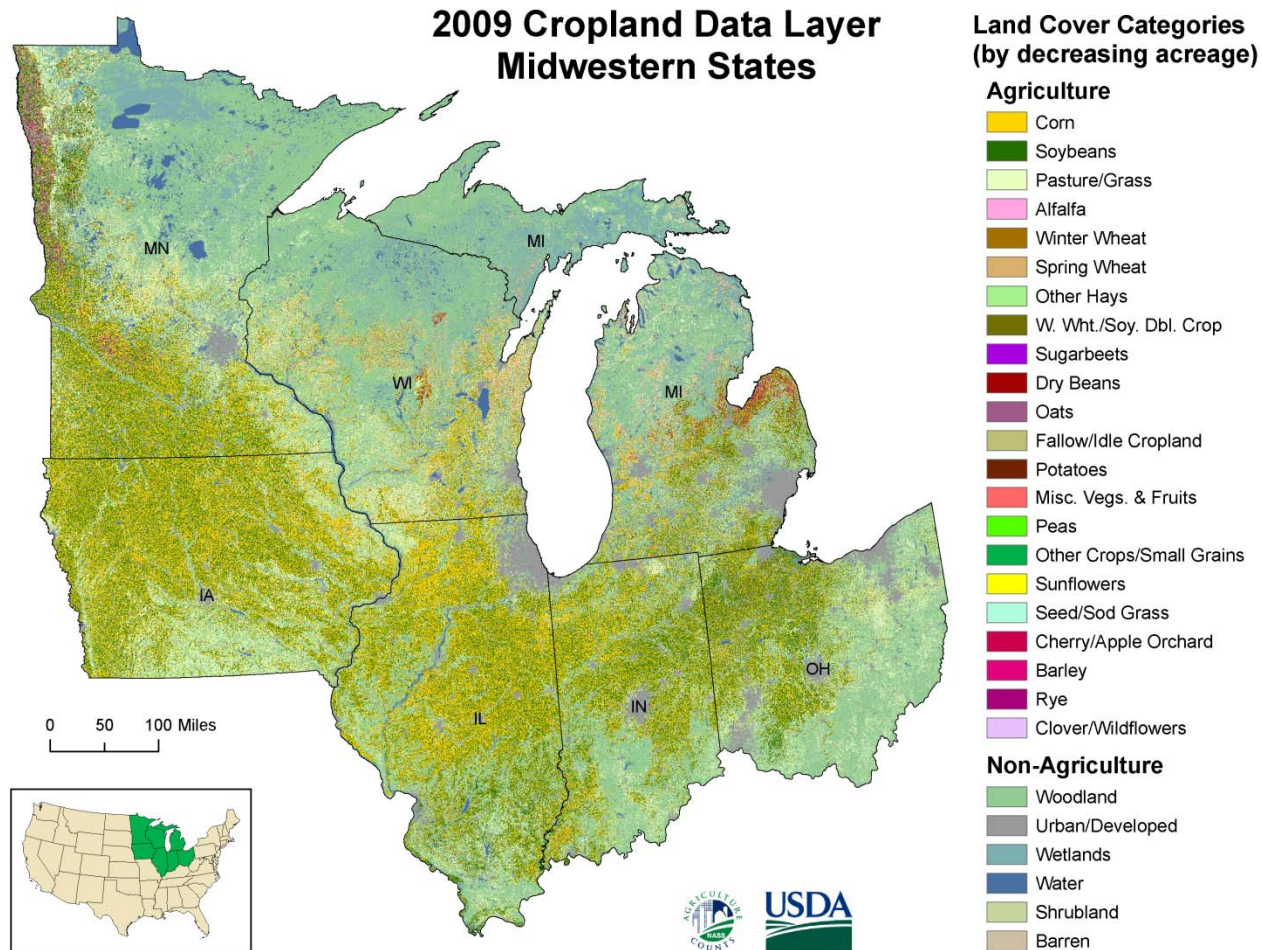 2009 Cropland Data Layer
Midwestern States
Land Cover Categories
(by decreasing acreage)
Agriculture
Corn
Soybeans
Pasture/Grass
Alfalfa
Winter Wheat
Spring Wheat
Other Hays
W. Wht./Soy. Dbl. Crop
Sugarbeets
Dry Beans
Oats
Fallow/Idle Cropland
Potatoes
Misc. Vegs. & Fruits
Peas
Other Crops/Small Grains
Sunflowers
Seed/Sod Grass
Cherry/Apple Orchard
Barley
Rye
Clover/Wildflowers
Non-Agriculture
Woodland
Urban/Developed
Wetlands
Water
Shrubland
Barren
MN
MI
WI
MI
IA
IL
IN
OH
0 50 100 Miles
AGRICULTURE
NASS
COUNTS
USDA